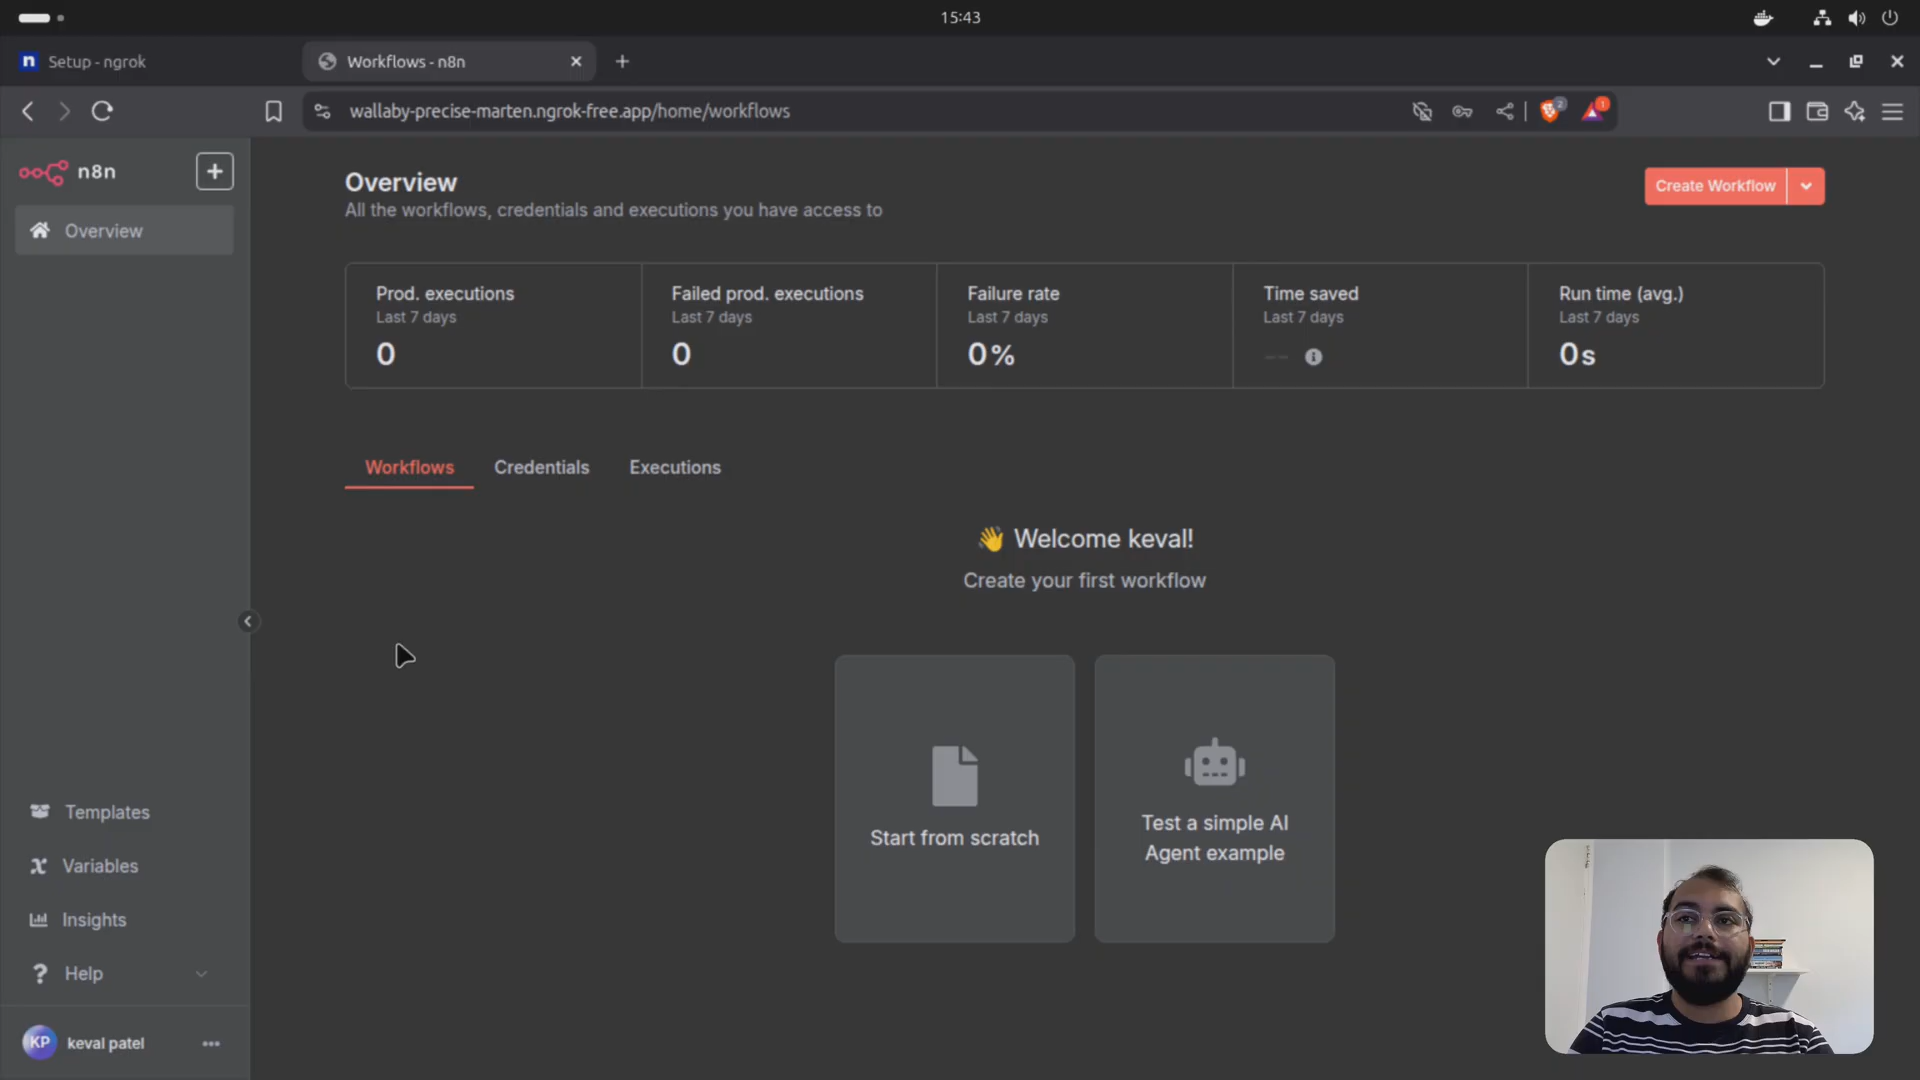 15:43
n Setup - ngrok
Workflows - n8n
wallaby-precise-marten.ngrok-free.app/home/workflows
2
1
n8n
Overview
Overview
All the workflows, credentials and executions you have access to
Create Workflow
Prod. executions
Last 7 days
0
Failed prod. executions
Last 7 days
0
Failure rate
Last 7 days
0%
Time saved
Last 7 days
--
Run time (avg.)
Last 7 days
0s
Workflows
Credentials
Executions
👋 Welcome keval!
Create your first workflow
Start from scratch
Test a simple AI
Agent example
Templates
Variables
Insights
Help
KP keval patel